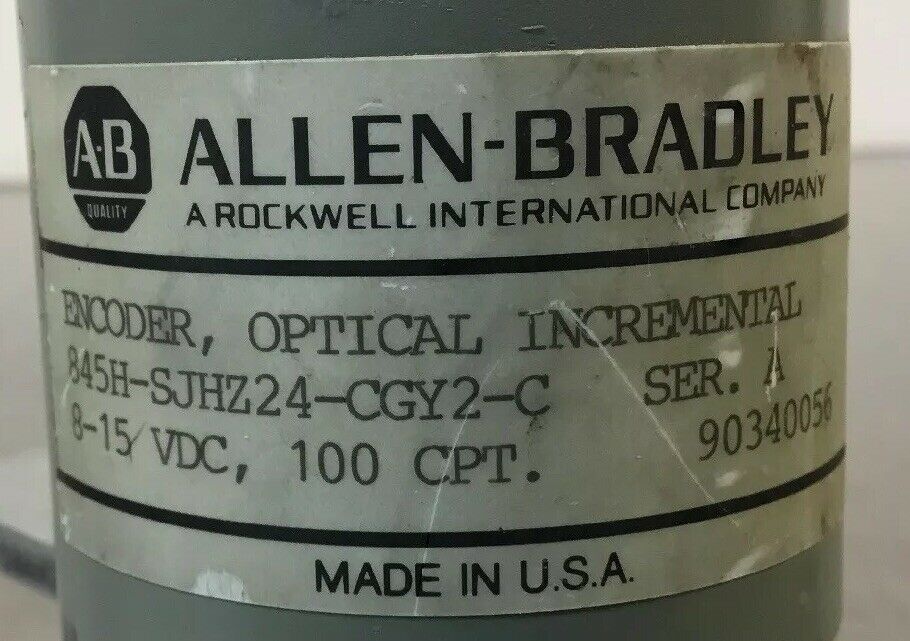 A-B
QUALITY
ALLEN-BRADLEY
A ROCKWELL INTERNATIONAL COMPANY
ENCODER, OPTICAL INCREMENTAL
845H-SJHZ24-CGY2-C SER. A
8-15 VDC, 100 CPT. 90340056
MADE IN U.S.A.